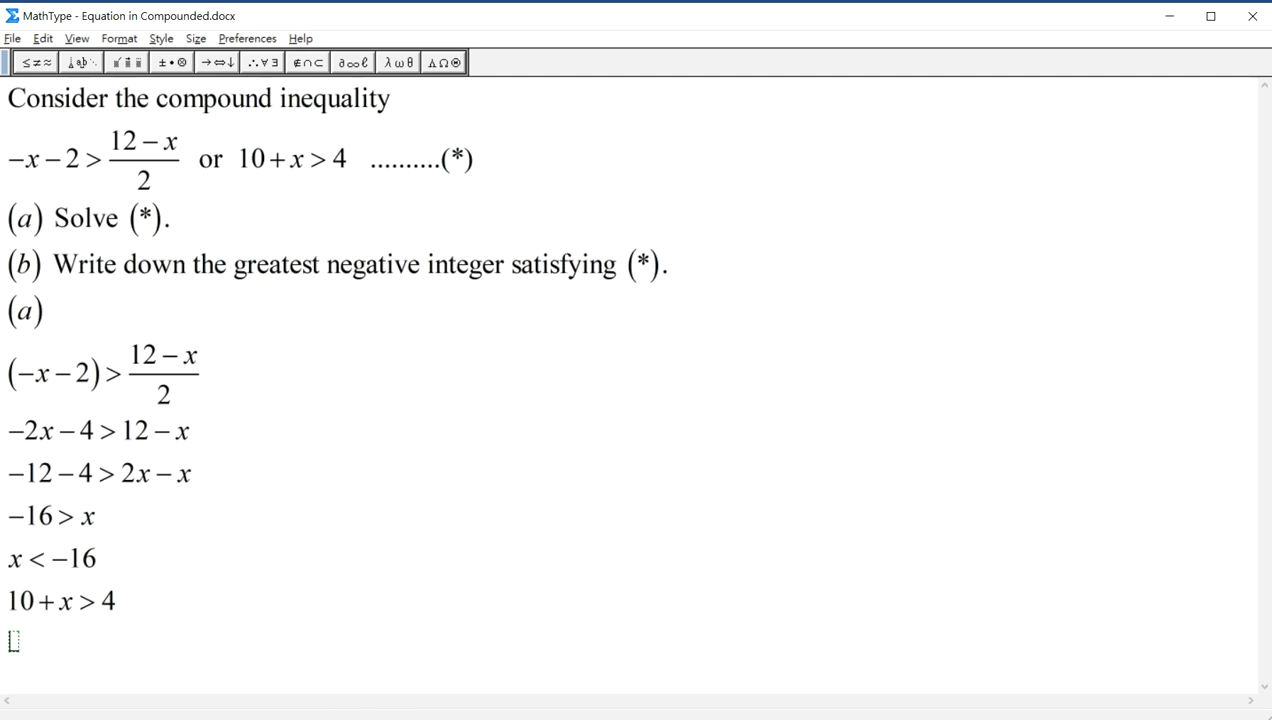 MathType - Equation in Compounded.docx
File Edit View Format Style Size Preferences Help
≤≠≈ ± • ⊗ →⇔↓ ∴∀∃ ∉∩⊂ ∂∞ℓ λωθ ΛΩ⊛
Consider the compound inequality
−x − 2 > (12 − x)/2 or 10 + x > 4 ..........(*)
(a) Solve (*).
(b) Write down the greatest negative integer satisfying (*).
(a)
(−x − 2) > (12 − x)/2
−2x − 4 > 12 − x
−12 − 4 > 2x − x
−16 > x
x < −16
10 + x > 4